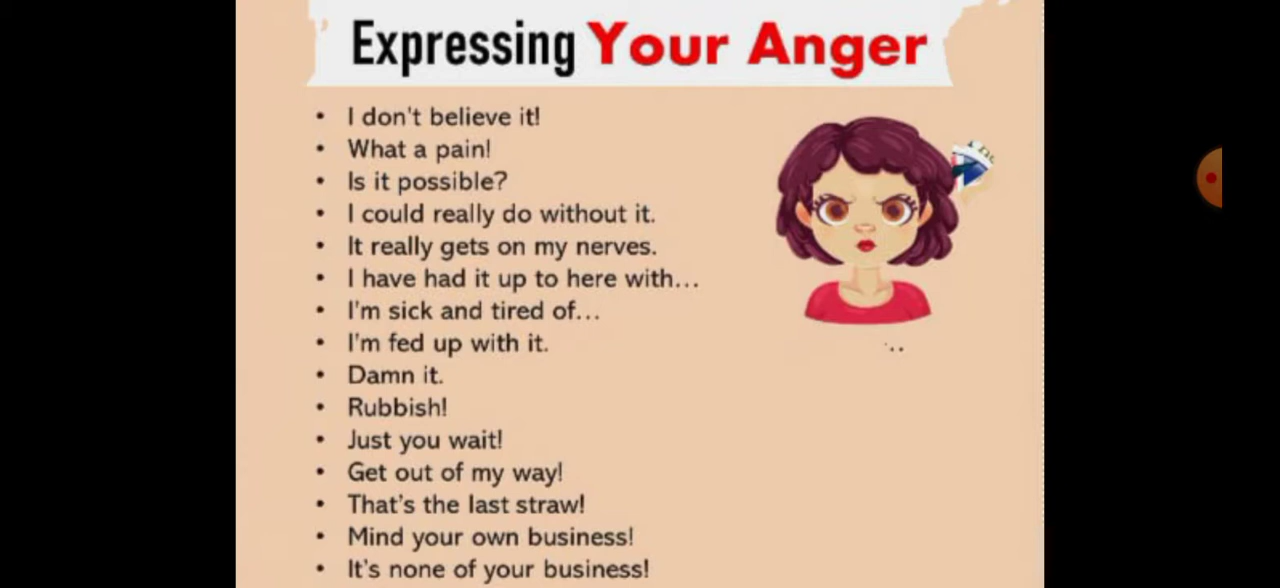 Expressing Your Anger
• I don't believe it!
• What a pain!
• Is it possible?
• I could really do without it.
• It really gets on my nerves.
• I have had it up to here with...
• I'm sick and tired of...
• I'm fed up with it.
• Damn it.
• Rubbish!
• Just you wait!
• Get out of my way!
• That's the last straw!
• Mind your own business!
• It's none of your business!